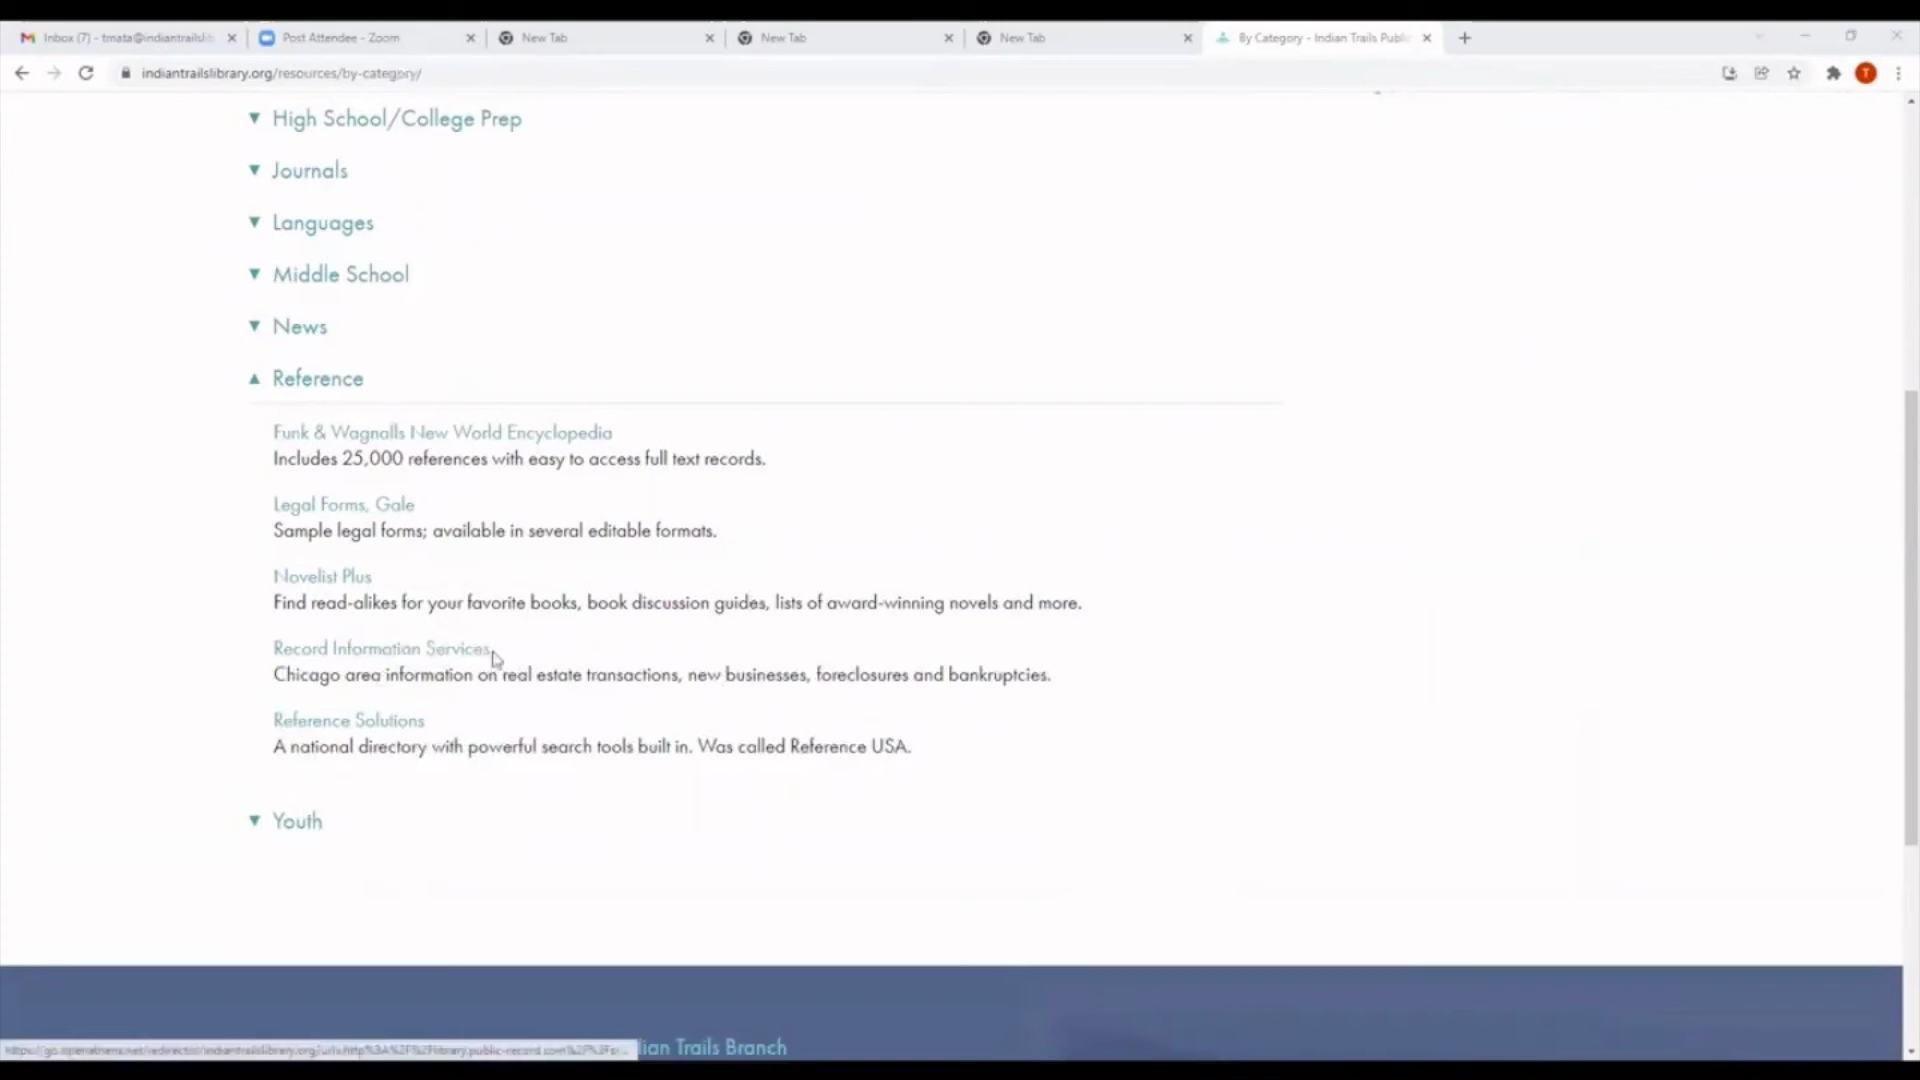 Inbox (7) - tmata@indiantrailslib
Post Attendee - Zoom
New Tab
New Tab
New Tab
By Category - Indian Trails Public
indiantrailslibrary.org/resources/by-category/
High School/College Prep
Journals
Languages
Middle School
News
Reference
Funk & Wagnalls New World Encyclopedia
Includes 25,000 references with easy to access full text records.
Legal Forms, Gale
Sample legal forms; available in several editable formats.
Novelist Plus
Find read-alikes for your favorite books, book discussion guides, lists of award-winning novels and more.
Record Information Services
Chicago area information on real estate transactions, new businesses, foreclosures and bankruptcies.
Reference Solutions
A national directory with powerful search tools built in. Was called Reference USA.
Youth
ian Trails Branch
T